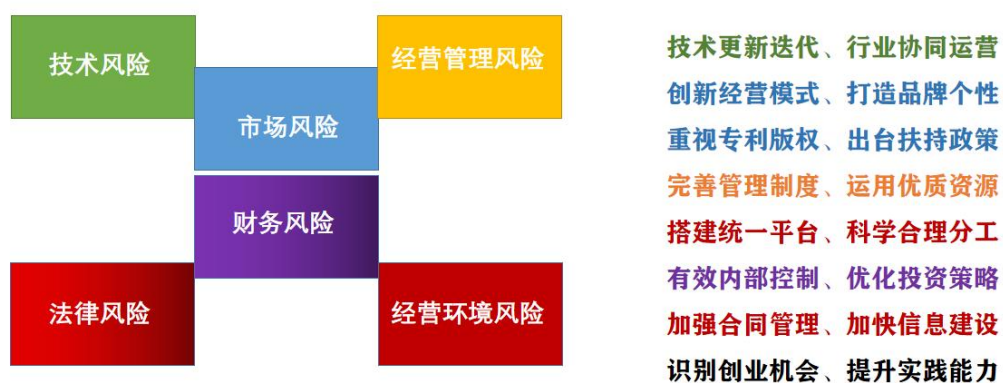 技术风险
经营管理风险
市场风险
财务风险
法律风险
经营环境风险
技术更新迭代、行业协同运营
创新经营模式、打造品牌个性
重视专利版权、出台扶持政策
完善管理制度、运用优质资源
搭建统一平台、科学合理分工
有效内部控制、优化投资策略
加强合同管理、加快信息建设
识别创业机会、提升实践能力